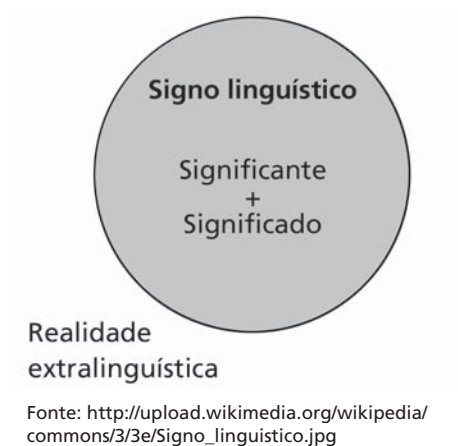 Signo linguístico
Significante
+
Significado
Realidade
extralinguística
Fonte: http://upload.wikimedia.org/wikipedia/
commons/3/3e/Signo_linguistico.jpg